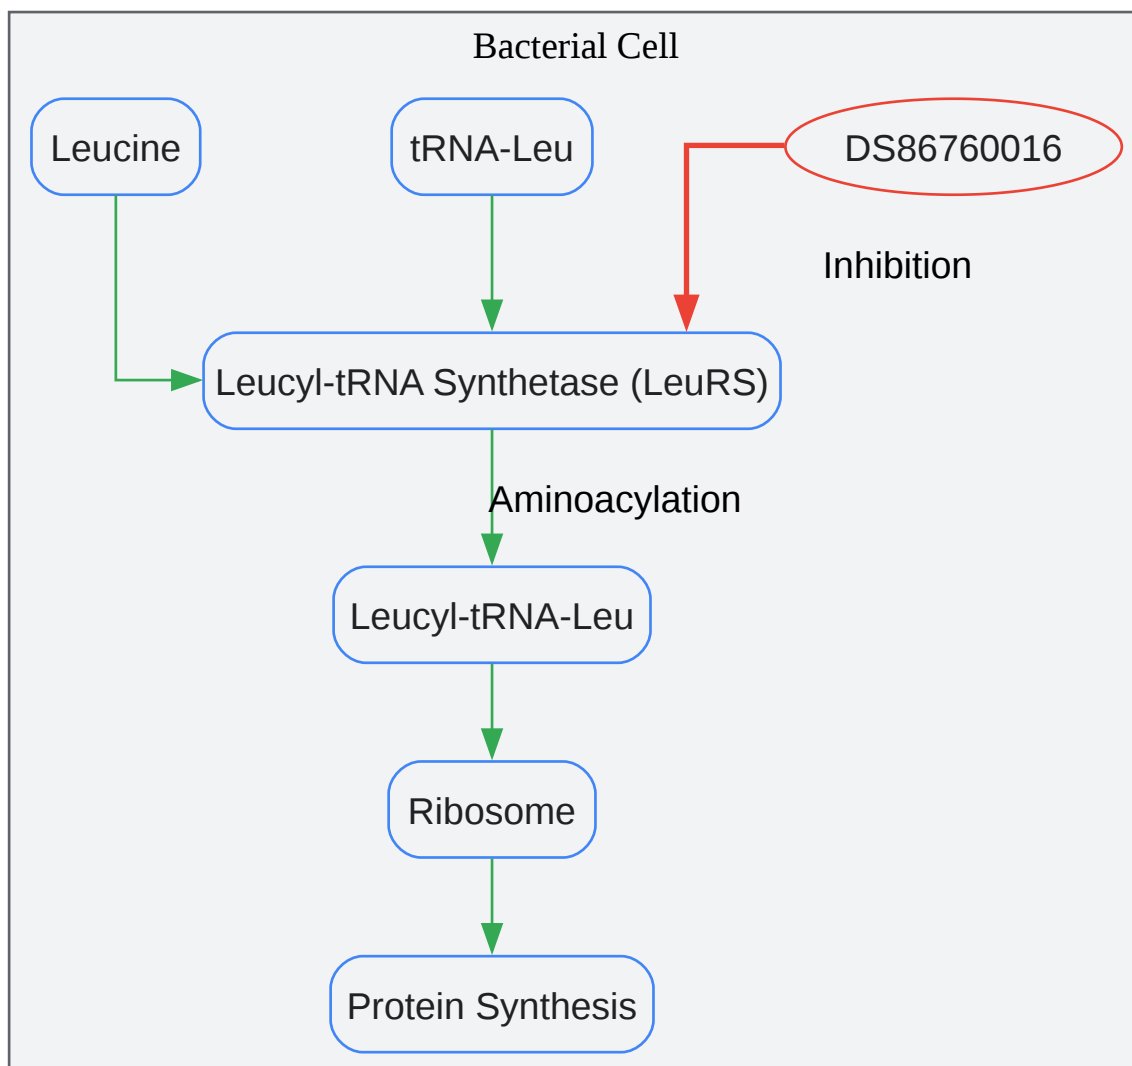 Bacterial Cell
Leucine
tRNA-Leu
DS86760016
Inhibition
Leucyl-tRNA Synthetase (LeuRS)
Aminoacylation
Leucyl-tRNA-Leu
Ribosome
Protein Synthesis